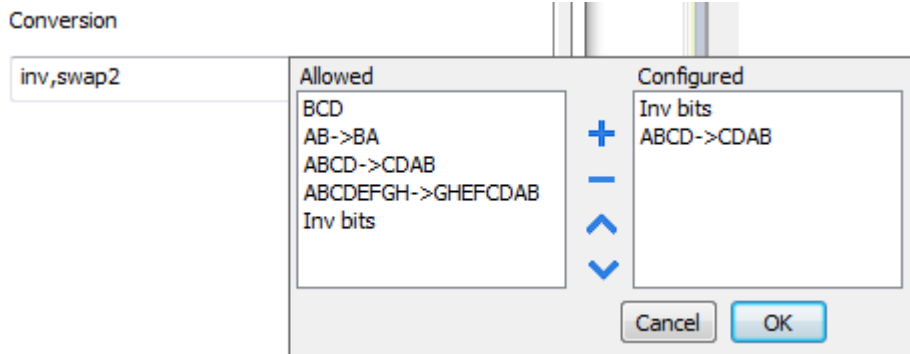 Conversion
inv,swap2
Allowed
BCD
AB->BA
ABCD->CDAB
ABCDEFGH->GHEFCDAB
Inv bits
Configured
Inv bits
ABCD->CDAB
Cancel
OK